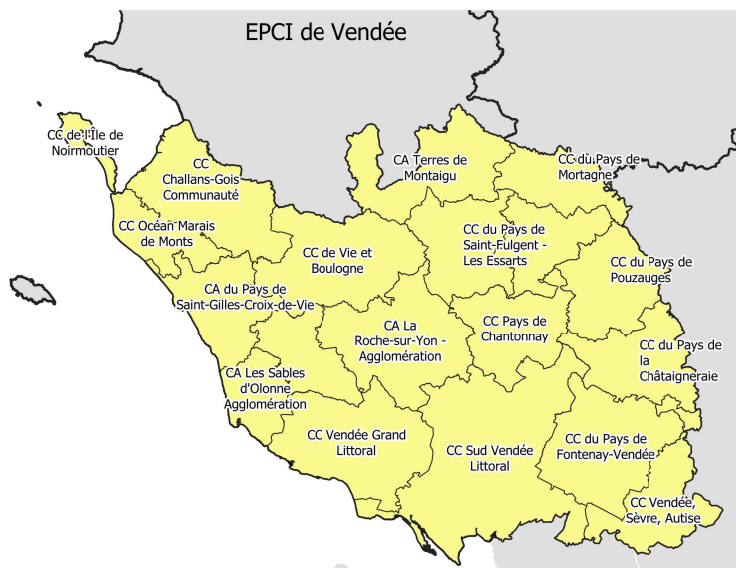 EPCI de Vendée
CC de l'Île de
Noirmoutier
CC
Challans-Gois
Communauté
CA Terres de
Montaigu
CC du Pays de
Mortagne
CC Océan Marais
de Monts
CC de Vie et
Boulogne
CC du Pays de
Saint-Fulgent -
Les Essarts
CC du Pays de
Pouzauges
CA du Pays de
Saint-Gilles-Croix-de-Vie
CA La
Roche-sur-Yon -
Agglomération
CC Pays de
Chantonnay
CC du Pays de
la
Châtaigneraie
CA Les Sables
d'Olonne
Agglomération
CC Vendée Grand
Littoral
CC Sud Vendée
Littoral
CC du Pays de
Fontenay-Vendée
CC Vendée,
Sèvre, Autise